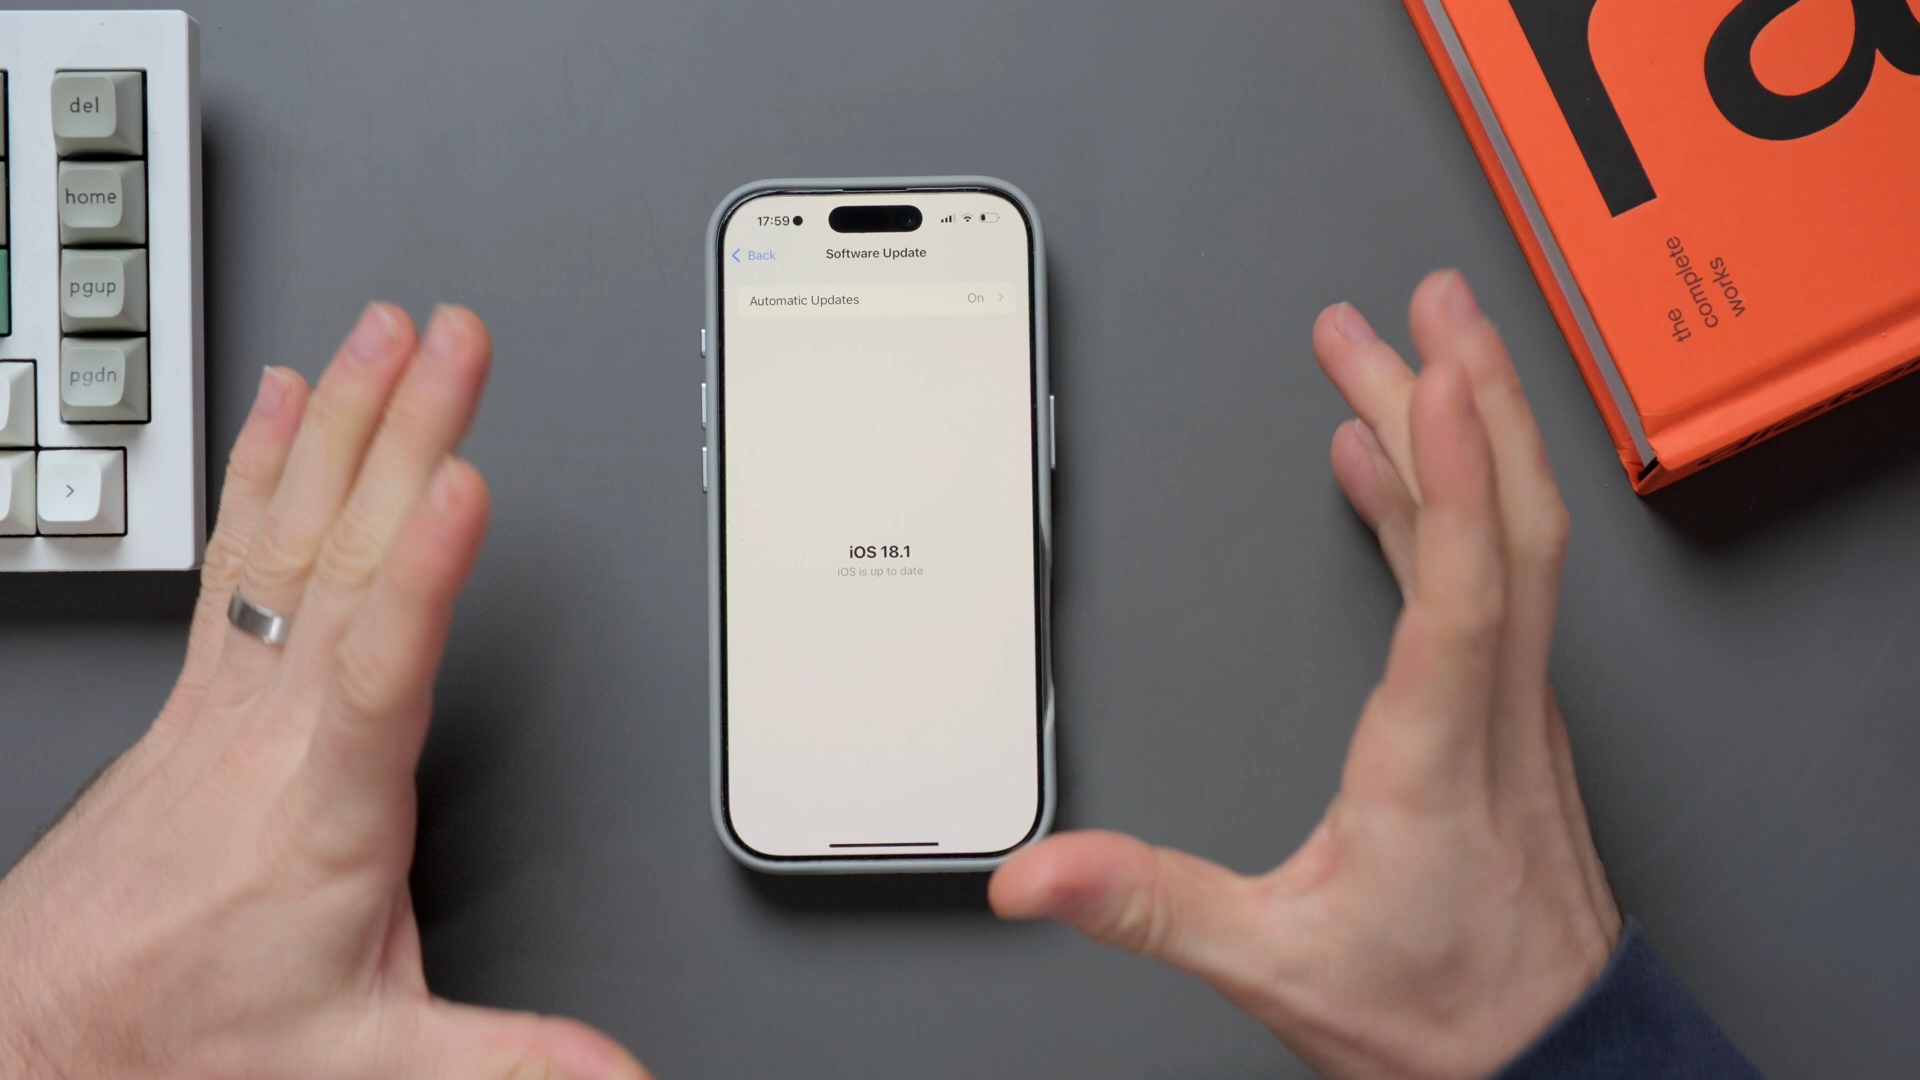 del
home
pgup
pgdn
>
17:59
Back
Software Update
Automatic Updates On
iOS 18.1
iOS is up to date
the
complete
works